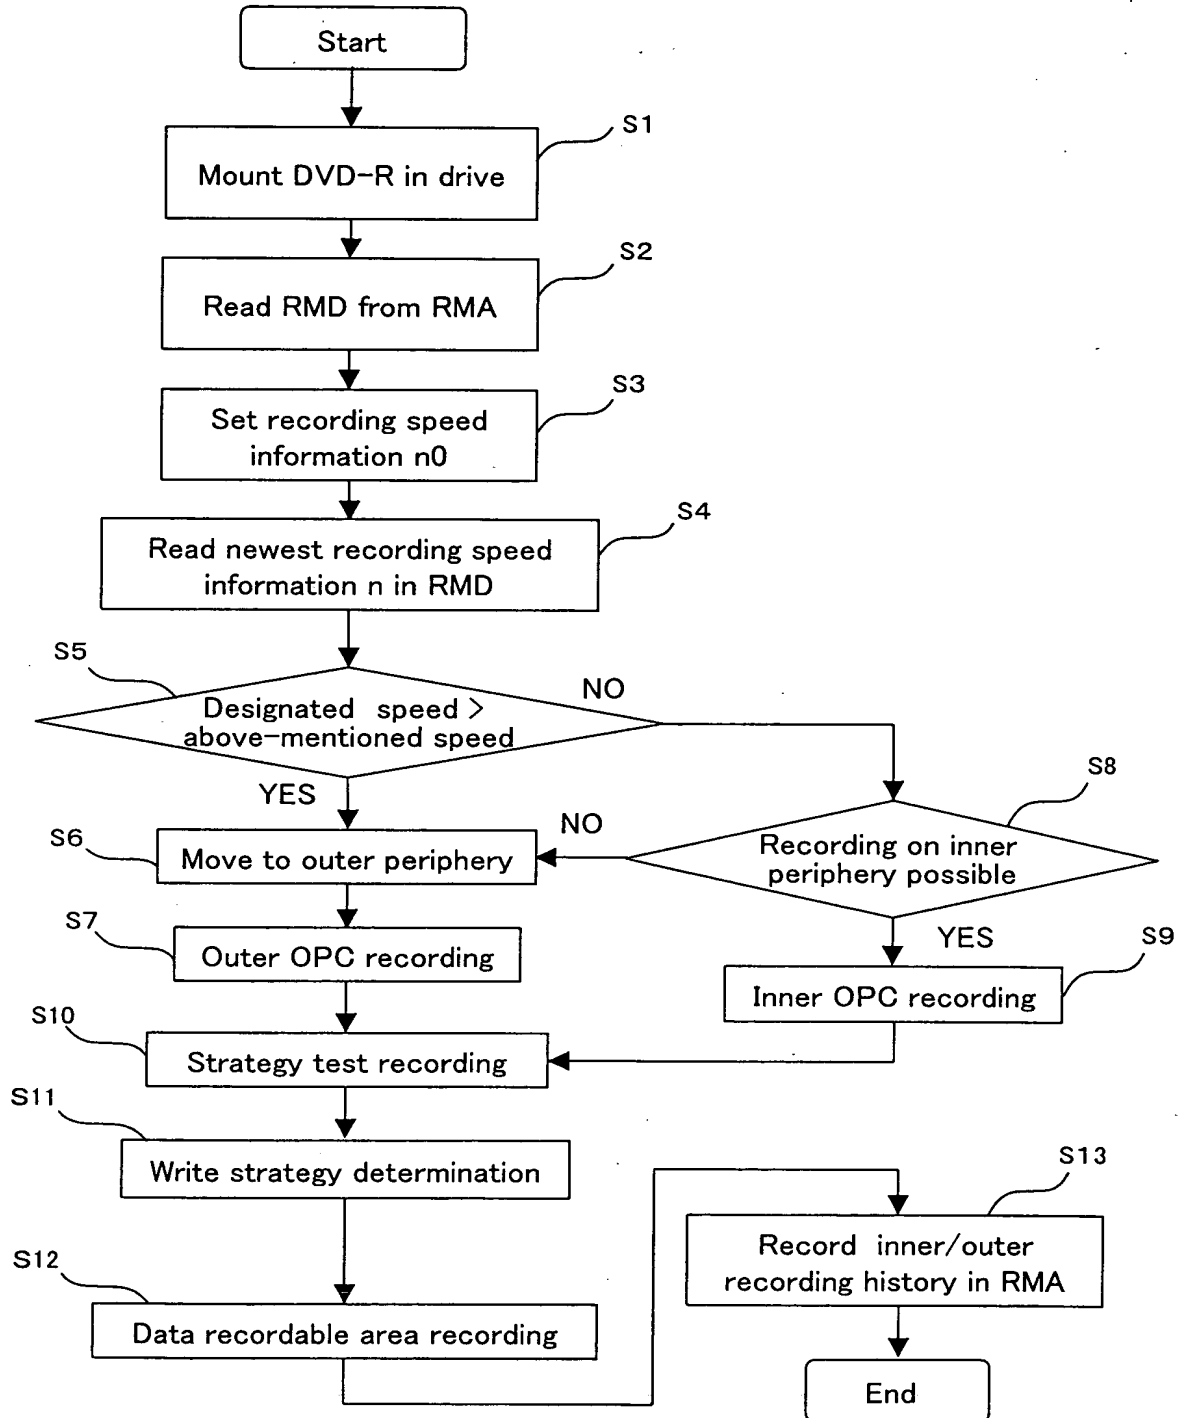 Start
S1
Mount DVD-R in drive
S2
Read RMD from RMA
S3
Set recording speed
information n0
S4
Read newest recording speed
information n in RMD
S5
Designated speed >
above-mentioned speed
NO
YES
S8
Recording on inner
periphery possible
NO
YES
S6
Move to outer periphery
S7
Outer OPC recording
S9
Inner OPC recording
S10
Strategy test recording
S11
Write strategy determination
S12
Data recordable area recording
S13
Record inner/outer
recording history in RMA
End